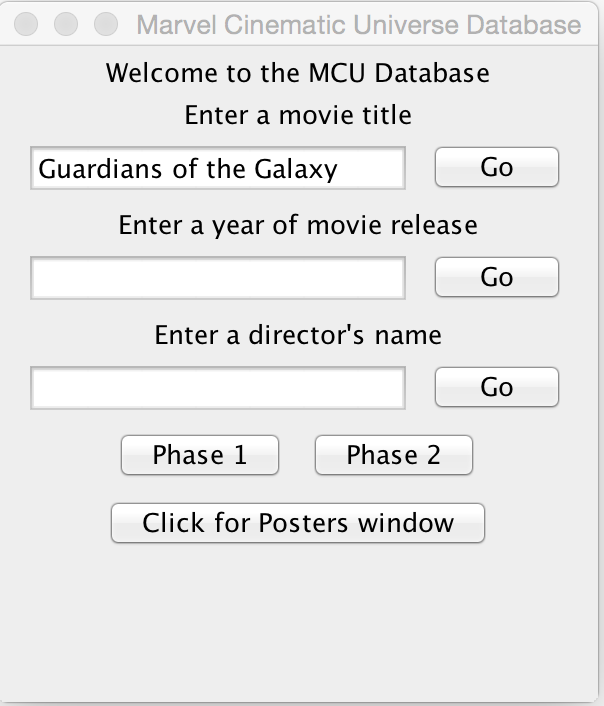 Marvel Cinematic Universe Database
Welcome to the MCU Database
Enter a movie title
Guardians of the Galaxy Go
Enter a year of movie release
Go
Enter a director's name
Go
Phase 1 Phase 2
Click for Posters window